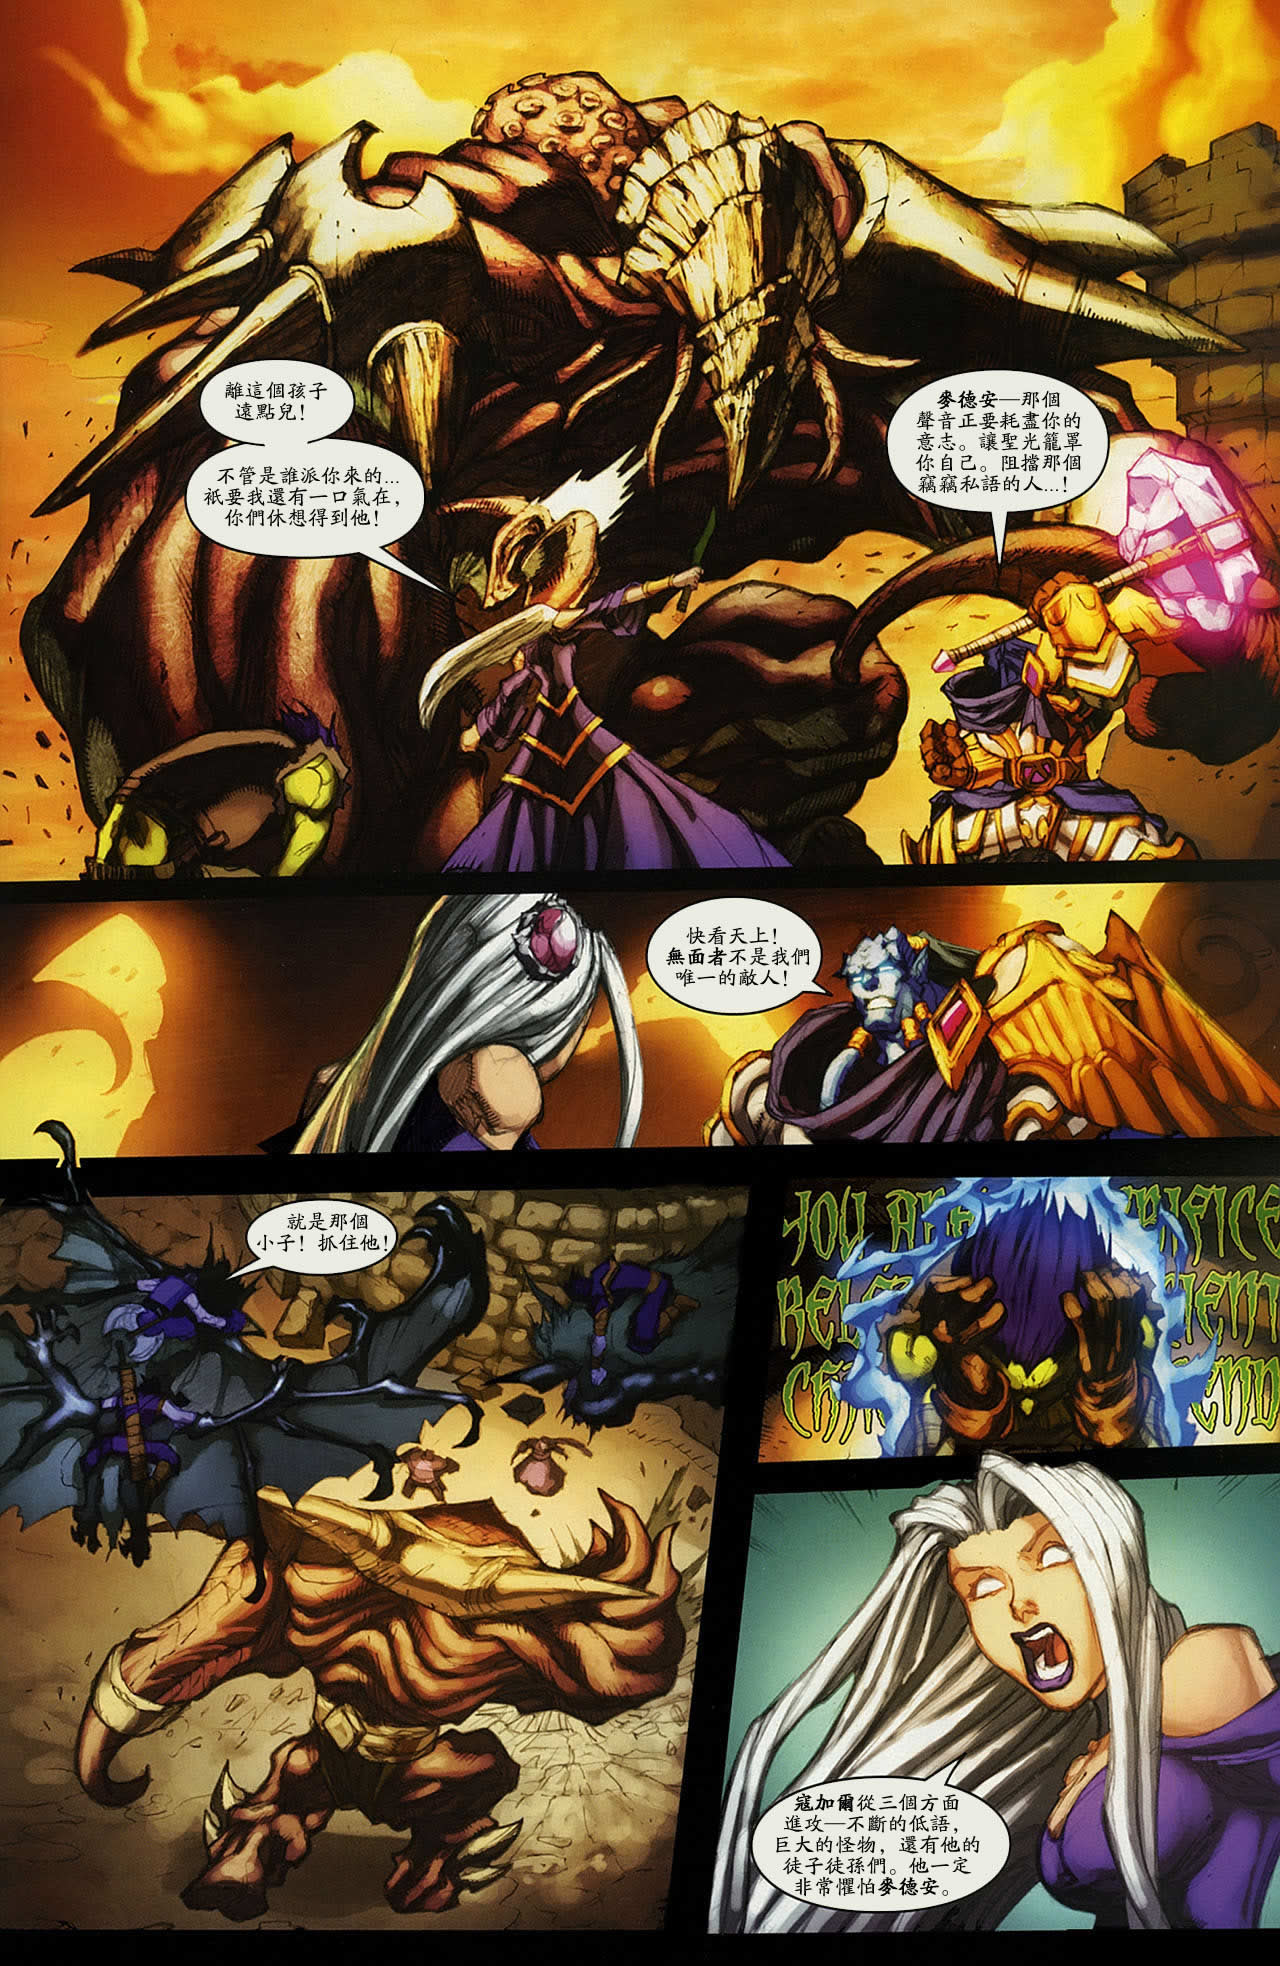 離這個孩子
遠點兒！
不管是誰派你來的…
衹要我還有一口氣在，
你們休想得到他！
麥德安—那個
聲音正要耗盡你的
意志。讓聖光籠罩
你自己。阻擋那個
竊竊私語的人…！
快看天上！
無面者不是我們
唯一的敵人！
就是那個
小子！抓住他！
YOU ARE
寇加爾從三個方面
進攻—不斷的低語，
巨大的怪物，還有他的
徒子徒孫們。他一定
非常懼怕麥德安。